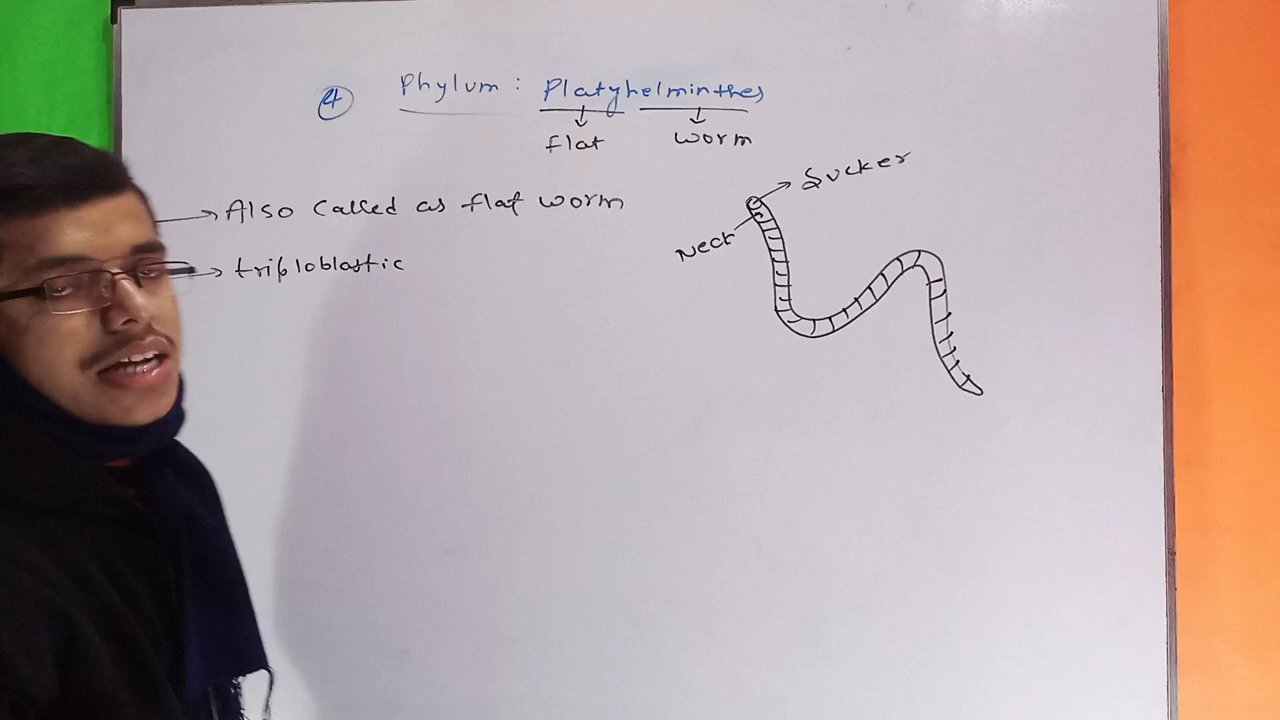 4 Phylum : Platyhelminthes
flat worm
→ Also called as flat worm
→ triploblastic
Sucker
Neck